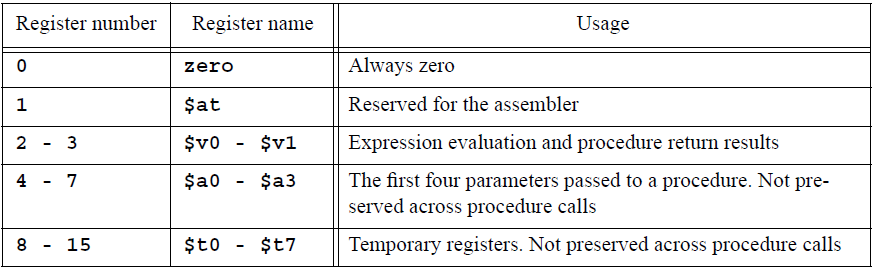 Register number Register name Usage
0 zero Always zero
1 $at Reserved for the assembler
2 - 3 $v0 - $v1 Expression evaluation and procedure return results
4 - 7 $a0 - $a3 The first four parameters passed to a procedure. Not pre-
served across procedure calls
8 - 15 $t0 - $t7 Temporary registers. Not preserved across procedure calls